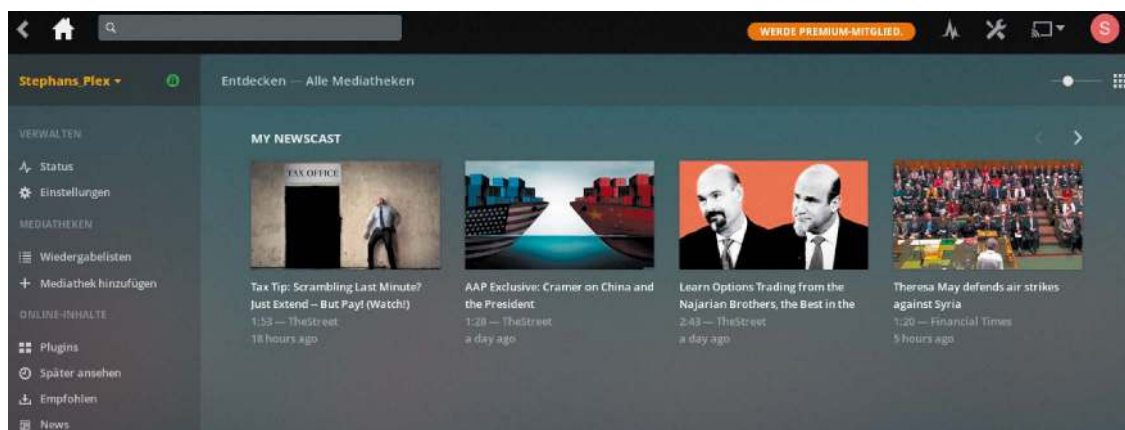 WERDE PREMIUM-MITGLIED.
S
Stephans_Plex
Entdecken — Alle Mediatheken
VERWALTEN
Status
Einstellungen
MEDIATHEKEN
Wiedergabelisten
Mediathek hinzufügen
ONLINE-INHALTE
Plugins
Später ansehen
Empfohlen
News
MY NEWSCAST
TAX OFFICE
Tax Tip: Scrambling Last Minute?
Just Extend — But Pay! (Watch!)
1:53 — TheStreet
18 hours ago
AAP Exclusive: Cramer on China and
the President
1:28 — TheStreet
a day ago
Learn Options Trading from the
Najarian Brothers, the Best in the
2:43 — TheStreet
a day ago
Theresa May defends air strikes
against Syria
1:20 — Financial Times
5 hours ago